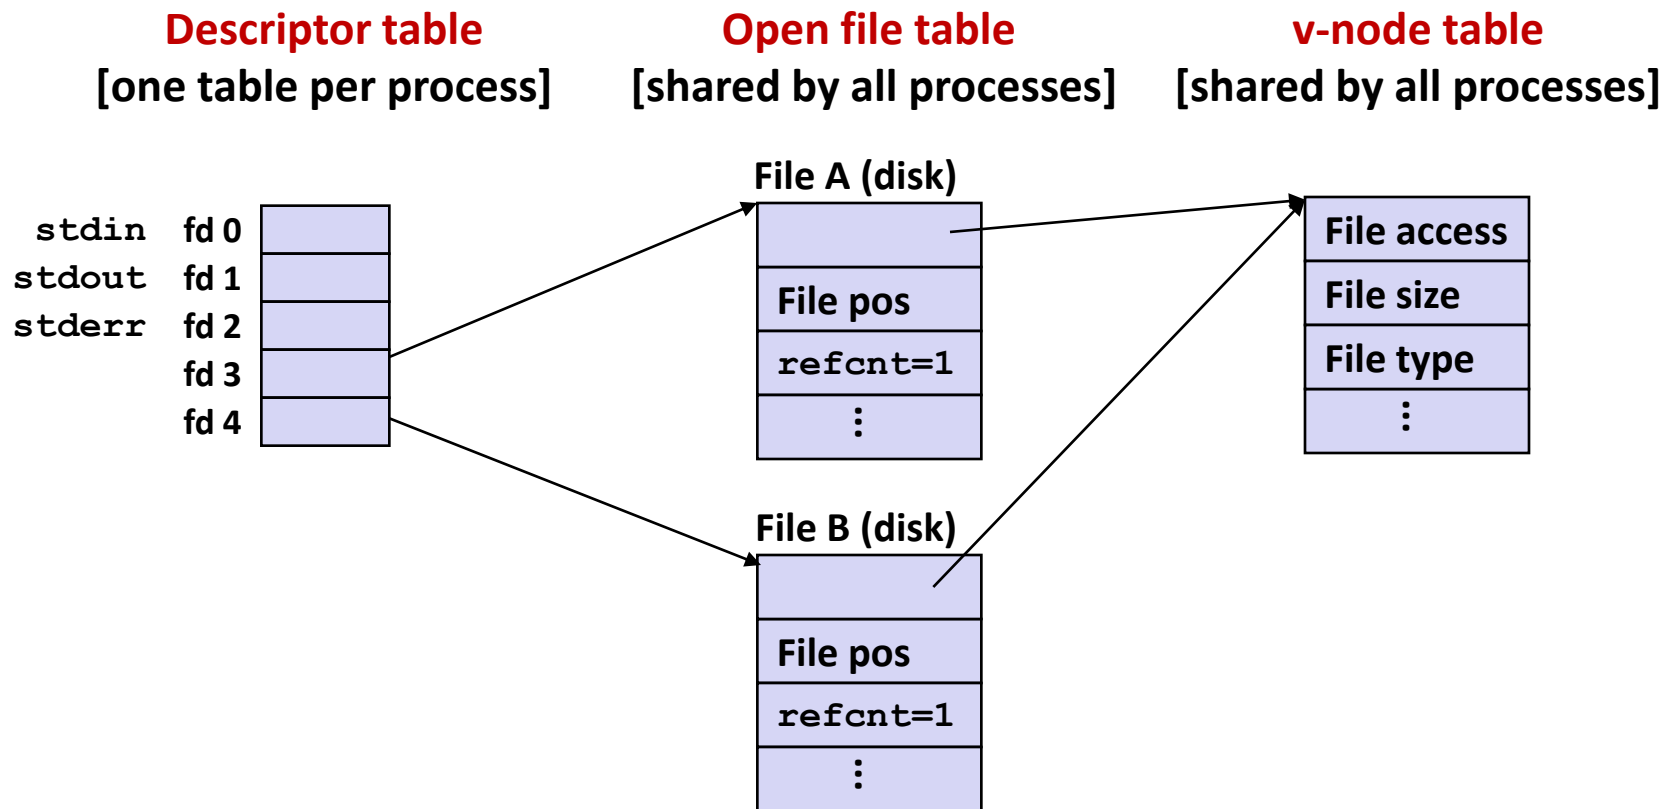 Descriptor table
[one table per process]
Open file table
[shared by all processes]
v-node table
[shared by all processes]
stdin fd 0
stdout fd 1
stderr fd 2
fd 3
fd 4
File A (disk)
File pos
refcnt=1
⋮
File B (disk)
File pos
refcnt=1
⋮
File access
File size
File type
⋮